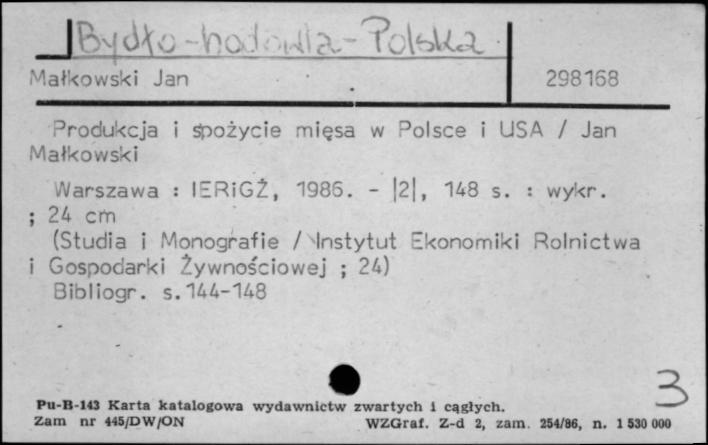 Bydło-hodowla-Polska
Małkowski Jan 298168
Produkcja i spożycie mięsa w Polsce i USA / Jan
Małkowski
Warszawa : IERiGŻ, 1986. - |2|, 148 s. : wykr.
; 24 cm
(Studia i Monografie / Instytut Ekonomiki Rolnictwa
i Gospodarki Żywnościowej ; 24)
Bibliogr. s.144-148
3
Pu-B-143 Karta katalogowa wydawnictw zwartych i cągłych.
Zam nr 445/DW/ON WZGraf. Z-d 2, zam. 254/86, n. 1 530 000